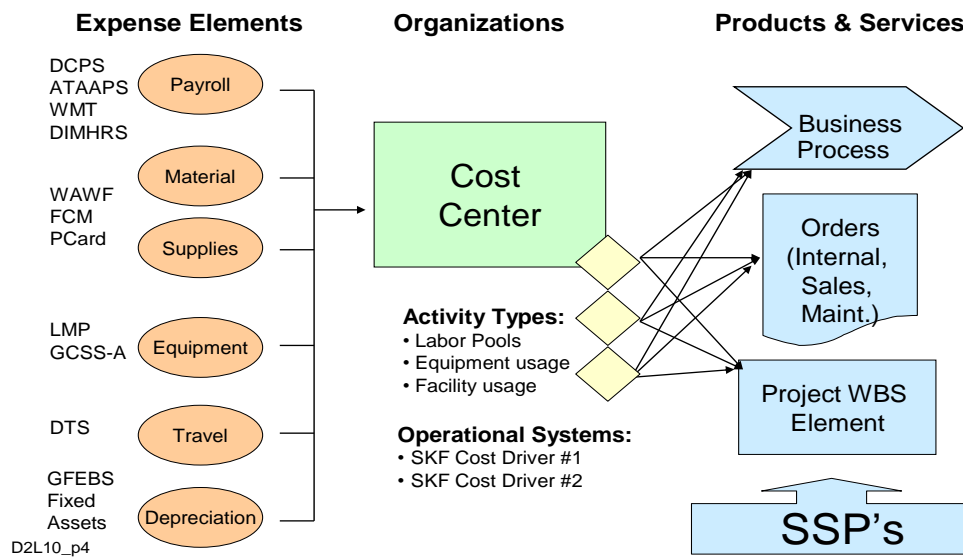 Expense Elements
Organizations
Products & Services
DCPS
ATAAPS
WMT
DIMHRS
Payroll
WAWF
FCM
PCard
Material
Supplies
LMP
GCSS-A
Equipment
DTS
Travel
GFEBS
Fixed
Assets
Depreciation
D2L10_p4
Cost
Center
Activity Types:
• Labor Pools
• Equipment usage
• Facility usage
Operational Systems:
• SKF Cost Driver #1
• SKF Cost Driver #2
Business
Process
Orders
(Internal,
Sales,
Maint.)
Project WBS
Element
SSP's